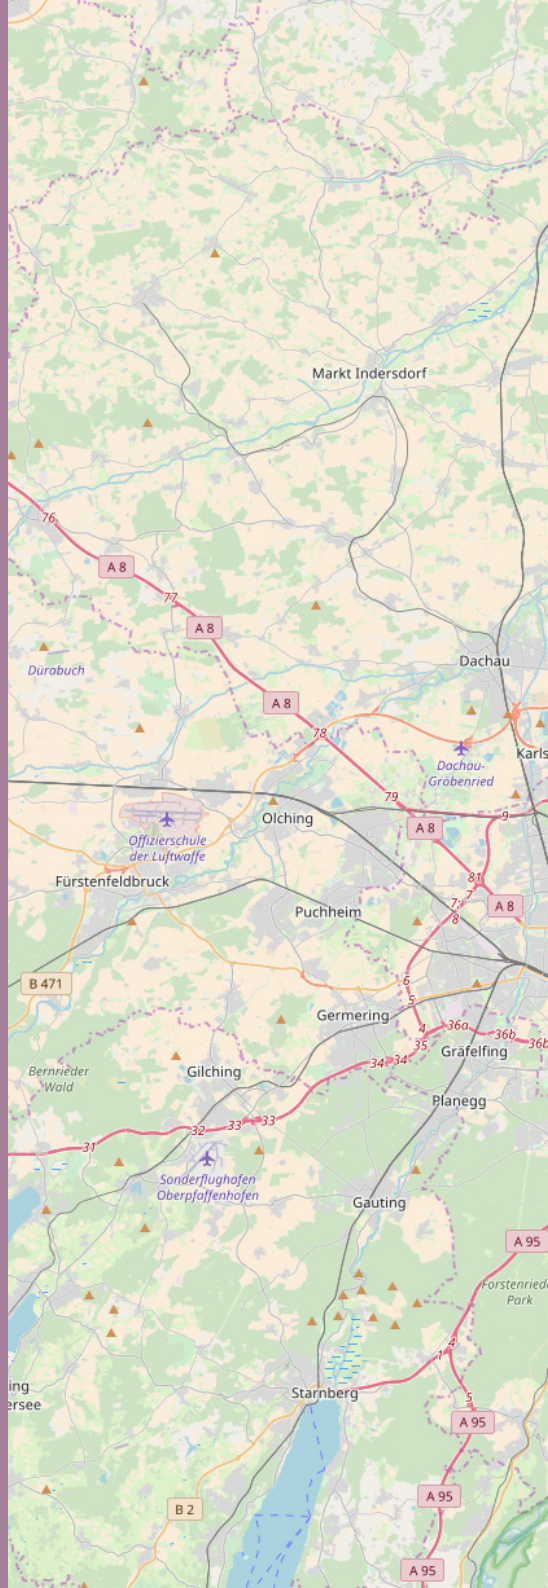 Markt Indersdorf
76
A 8
77
A 8
Dürabuch
Dachau
A 8
78
Karls
Dachau-
Gröbenried
79
9
Olching
A 8
Offizierschule
der Luftwaffe
Fürstenfeldbruck
81
7
7
8
A 8
Puchheim
6
B 471
5
Germering
4
36a
36b
36b
35
Gräfelfing
34
34
Bernrieder
Wald
Gilching
Planegg
33
33
32
31
Sonderflughafen
Oberpfaffenhofen
Gauting
A 95
Forstenriede
Park
4
1
ing
ersee
Starnberg
5
A 95
A 95
B 2
A 95